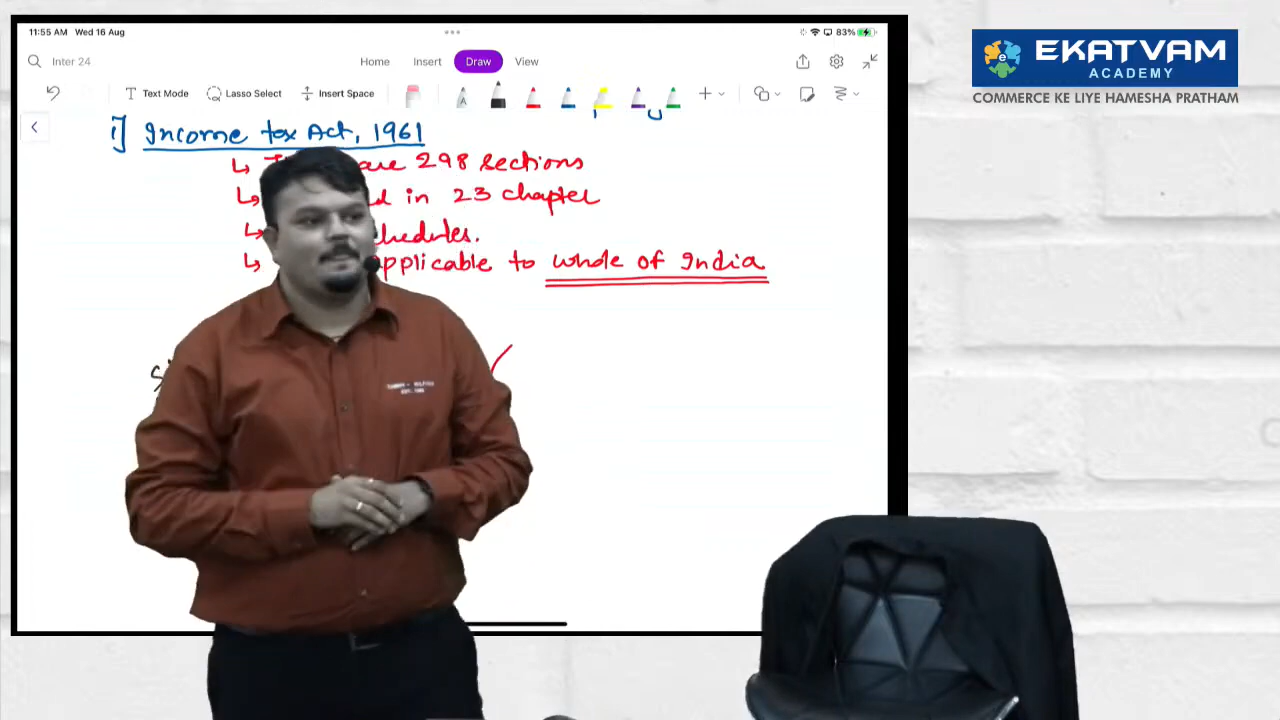 11:55 AM Wed 16 Aug
83%
EKATVAM
ACADEMY
COMMERCE KE LIYE HAMESHA PRATHAM
Inter 24
Home Insert Draw View
Text Mode Lasso Select Insert Space
i] Income tax Act, 1961
are 298 sections
in 23 chapter
applicable to whole of India